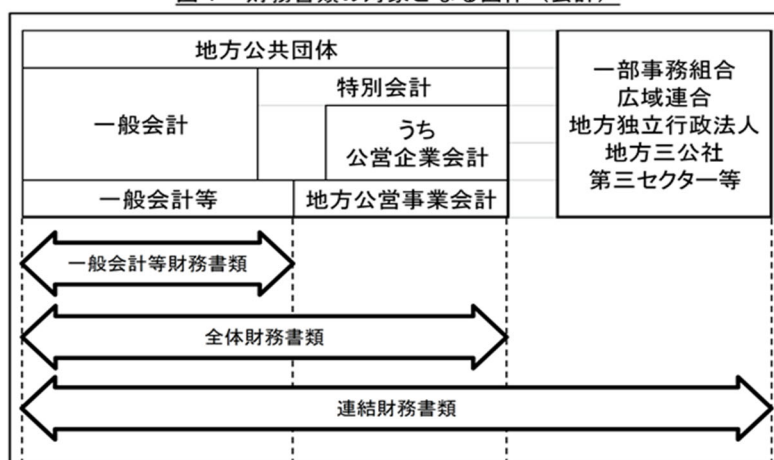 地方公共団体
一般会計
特別会計
うち
公営企業会計
一般会計等
地方公営事業会計
一部事務組合
広域連合
地方独立行政法人
地方三公社
第三セクター等
一般会計等財務書類
全体財務書類
連結財務書類